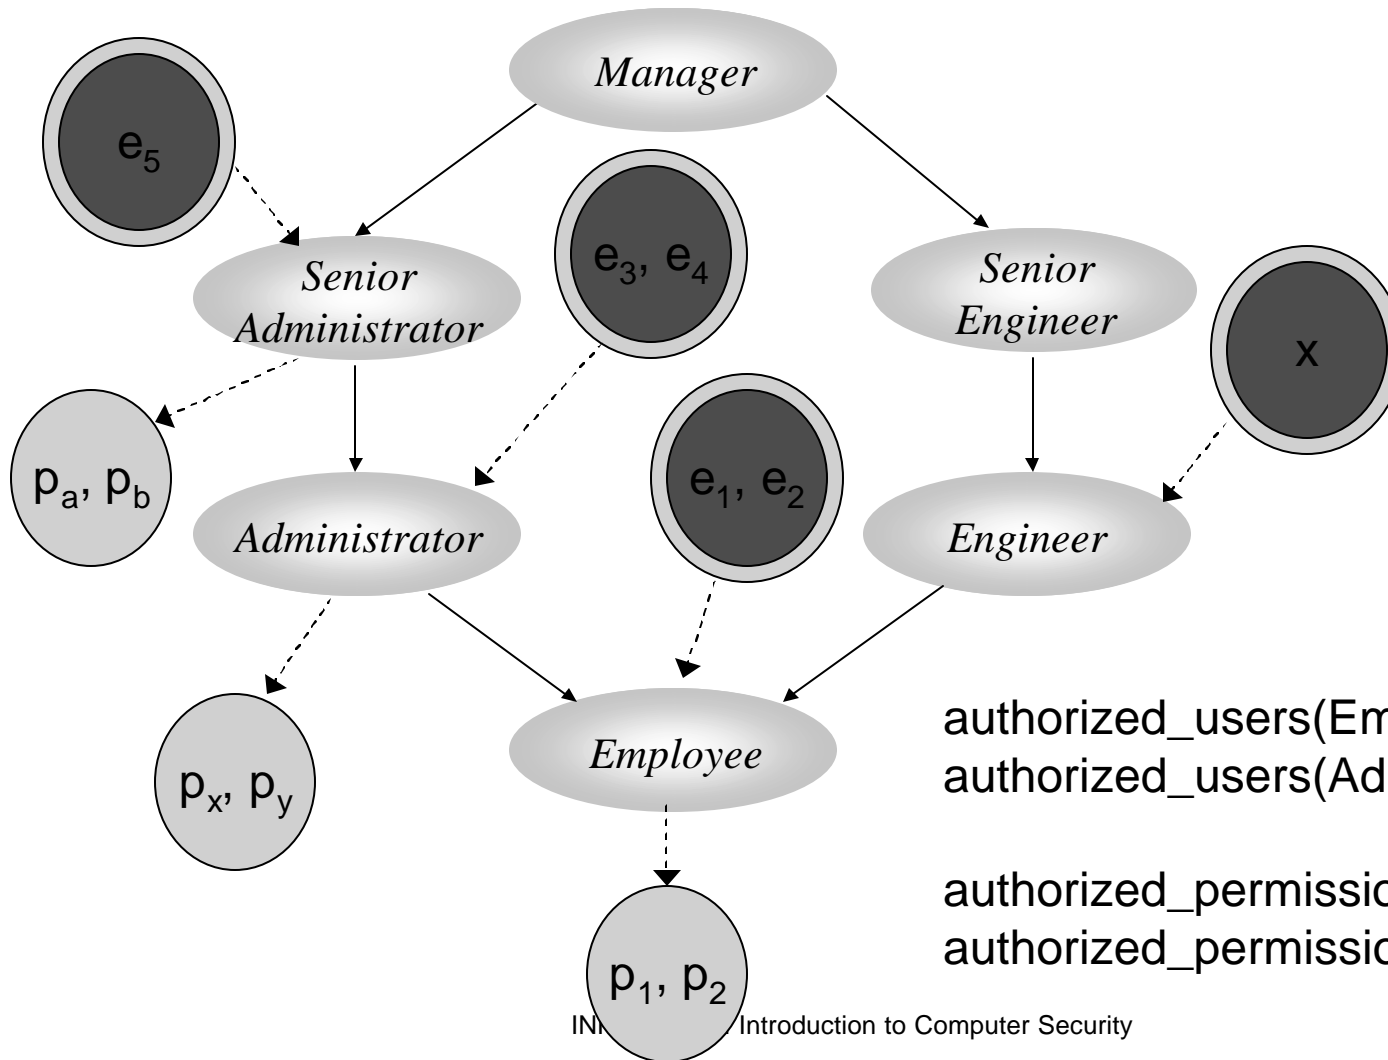 Manager
e5
e3, e4
Senior
Administrator
Senior
Engineer
x
pa, pb
e1, e2
Administrator
Engineer
px, py
Employee
authorized_users(Em
authorized_users(Ad
authorized_permissio
authorized_permissio
p1, p2
Introduction to Computer Security